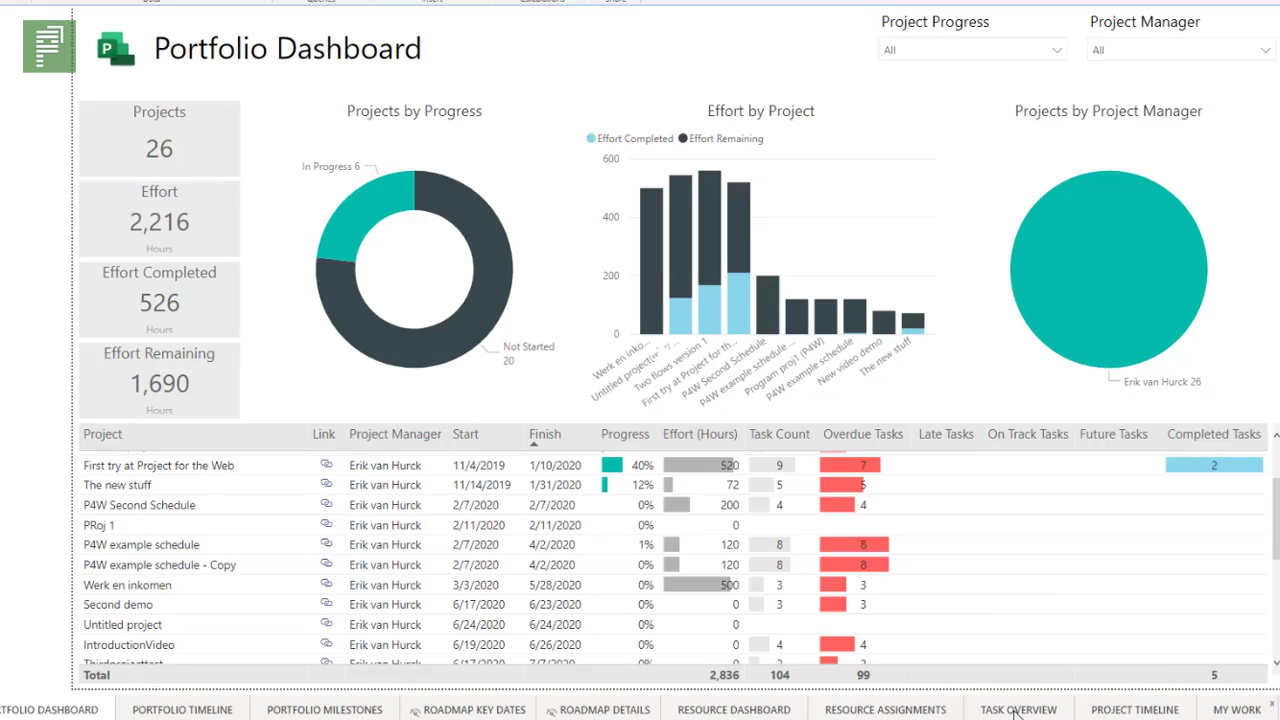 Project Progress
Project Manager
P
Portfolio Dashboard
All
All
Projects
26
Effort
2,216
Hours
Effort Completed
526
Hours
Effort Remaining
1,690
Hours
Projects by Progress
In Progress 6
Not Started
20
Effort by Project
Effort Completed Effort Remaining
600
400
200
0
Werk en inko...
Untitled project(v...
Two flows version 1
First try at Project for th...
P4W Second Schedule
P4W example schedule ...
Program proj1 (P4W)
P4W example schedule
New video demo
The new stuff
Projects by Project Manager
Erik van Hurck 26
Project Link Project Manager Start Finish Progress Effort (Hours) Task Count Overdue Tasks Late Tasks On Track Tasks Future Tasks Completed Tasks
First try at Project for the Web Erik van Hurck 11/4/2019 1/10/2020 40% 520 9 7 2
The new stuff Erik van Hurck 11/14/2019 1/31/2020 12% 72 5 5
P4W Second Schedule Erik van Hurck 2/7/2020 2/7/2020 0% 200 4 4
PRoj 1 Erik van Hurck 2/11/2020 2/11/2020 0% 0
P4W example schedule Erik van Hurck 2/7/2020 4/2/2020 1% 120 8 8
P4W example schedule - Copy Erik van Hurck 2/7/2020 4/2/2020 0% 120 8 8
Werk en inkomen Erik van Hurck 3/3/2020 5/28/2020 0% 500 3 3
Second demo Erik van Hurck 6/17/2020 6/23/2020 0% 0 3 3
Untitled project Erik van Hurck 6/24/2020 6/24/2020 0% 0
IntroductionVideo Erik van Hurck 6/19/2020 6/26/2020 0% 0 4 4
Total 2,836 104 99 5
TFOLIO DASHBOARD PORTFOLIO TIMELINE PORTFOLIO MILESTONES ROADMAP KEY DATES ROADMAP DETAILS RESOURCE DASHBOARD RESOURCE ASSIGNMENTS TASK OVERVIEW PROJECT TIMELINE MY WORK